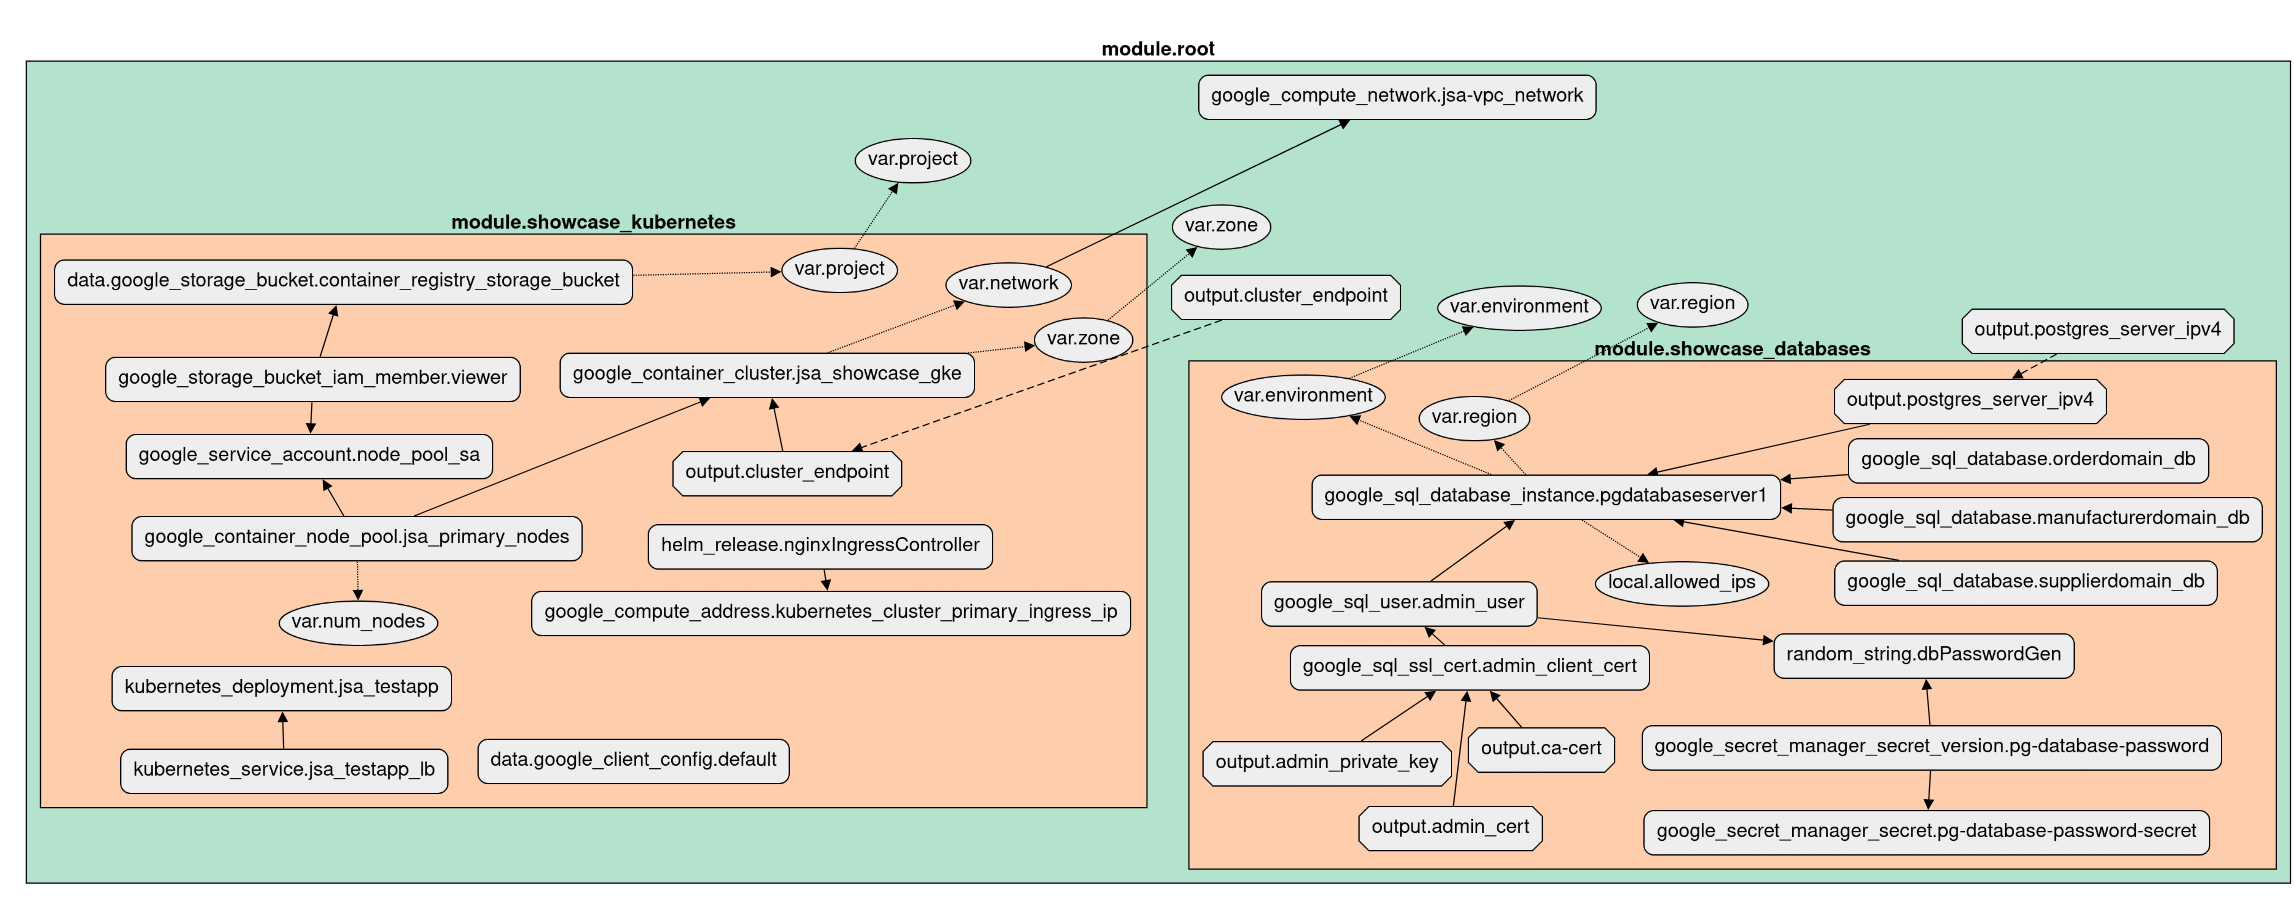 module.root
google_compute_network.jsa-vpc_network
var.project
module.showcase_kubernetes
var.zone
data.google_storage_bucket.container_registry_storage_bucket
var.project
var.network
output.cluster_endpoint
var.environment
var.region
output.postgres_server_ipv4
var.zone
module.showcase_databases
google_storage_bucket_iam_member.viewer
google_container_cluster.jsa_showcase_gke
var.environment
var.region
output.postgres_server_ipv4
google_service_account.node_pool_sa
output.cluster_endpoint
google_sql_database.orderdomain_db
google_sql_database_instance.pgdatabaseserver1
google_sql_database.manufacturerdomain_db
google_container_node_pool.jsa_primary_nodes
helm_release.nginxIngressController
local.allowed_ips
google_sql_database.supplierdomain_db
google_sql_user.admin_user
google_compute_address.kubernetes_cluster_primary_ingress_ip
var.num_nodes
random_string.dbPasswordGen
google_sql_ssl_cert.admin_client_cert
kubernetes_deployment.jsa_testapp
output.ca-cert
google_secret_manager_secret_version.pg-database-password
output.admin_private_key
data.google_client_config.default
kubernetes_service.jsa_testapp_lb
output.admin_cert
google_secret_manager_secret.pg-database-password-secret